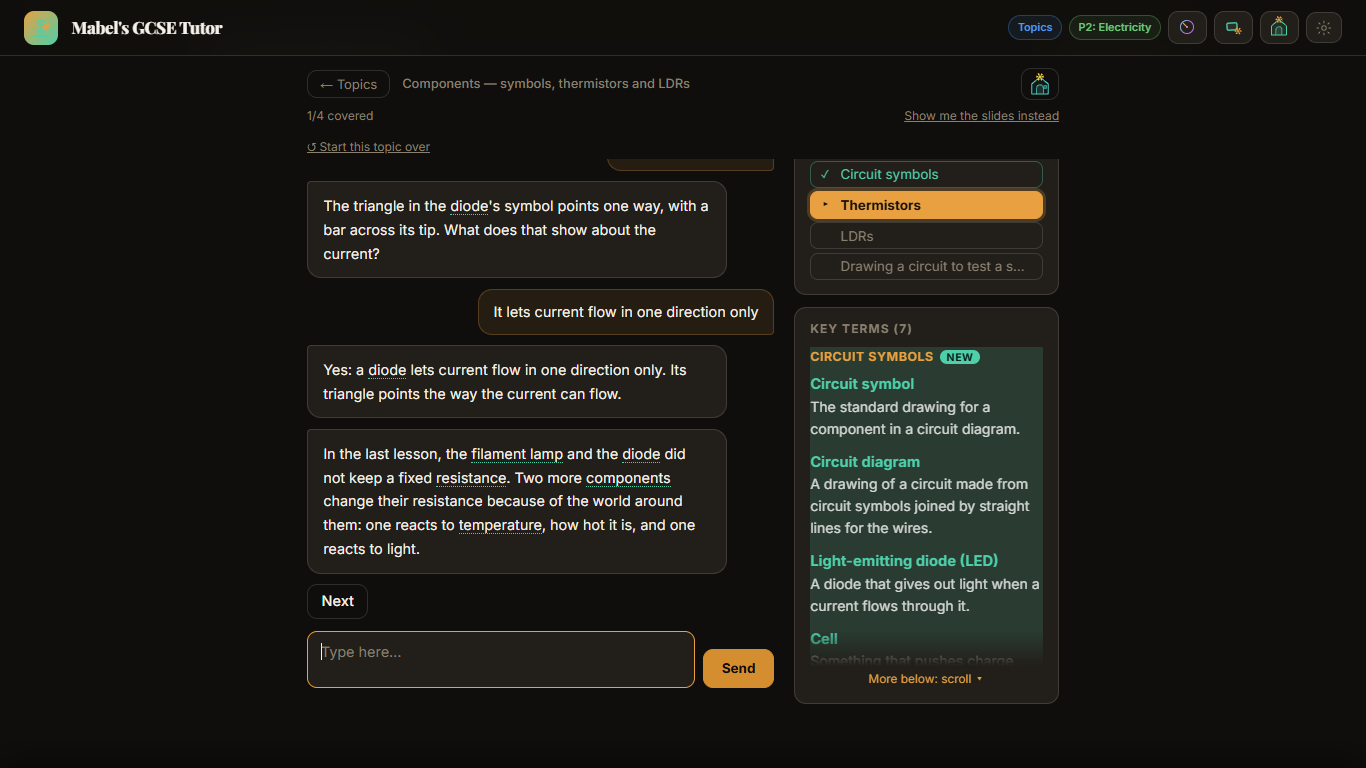 Mabel's GCSE Tutor
Topics
P2: Electricity
← Topics
Components — symbols, thermistors and LDRs
1/4 covered
Show me the slides instead
↺ Start this topic over
The triangle in the diode's symbol points one way, with a
bar across its tip. What does that show about the
current?
It lets current flow in one direction only
Yes: a diode lets current flow in one direction only. Its
triangle points the way the current can flow.
In the last lesson, the filament lamp and the diode did
not keep a fixed resistance. Two more components
change their resistance because of the world around
them: one reacts to temperature, how hot it is, and one
reacts to light.
Next
Type here...
Send
✓ Circuit symbols
‣ Thermistors
LDRs
Drawing a circuit to test a s...
KEY TERMS (7)
CIRCUIT SYMBOLS NEW
Circuit symbol
The standard drawing for a
component in a circuit diagram.
Circuit diagram
A drawing of a circuit made from
circuit symbols joined by straight
lines for the wires.
Light-emitting diode (LED)
A diode that gives out light when a
current flows through it.
Cell
Something that pushes charge
More below: scroll ▾